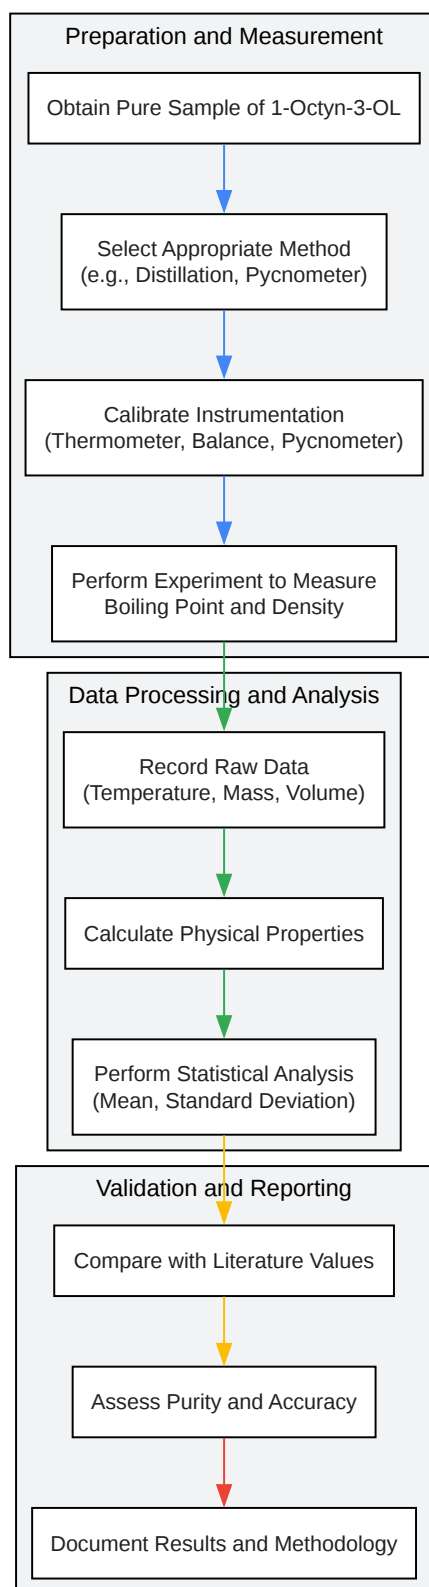 Preparation and Measurement
Obtain Pure Sample of 1-Octyn-3-OL
Select Appropriate Method
(e.g., Distillation, Pycnometer)
Calibrate Instrumentation
(Thermometer, Balance, Pycnometer)
Perform Experiment to Measure
Boiling Point and Density
Data Processing and Analysis
Record Raw Data
(Temperature, Mass, Volume)
Calculate Physical Properties
Perform Statistical Analysis
(Mean, Standard Deviation)
Validation and Reporting
Compare with Literature Values
Assess Purity and Accuracy
Document Results and Methodology